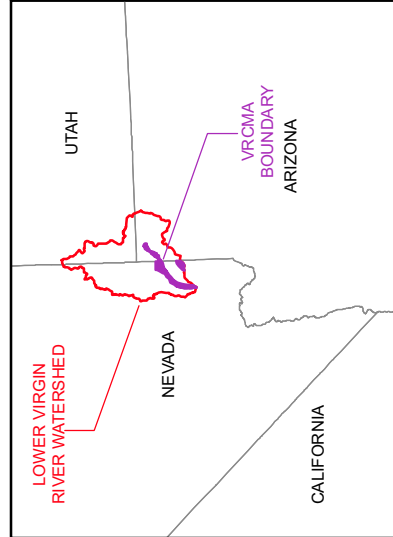 LOWER VIRGIN
RIVER WATERSHED
UTAH
NEVADA
VRCMA
BOUNDARY
ARIZONA
CALIFORNIA